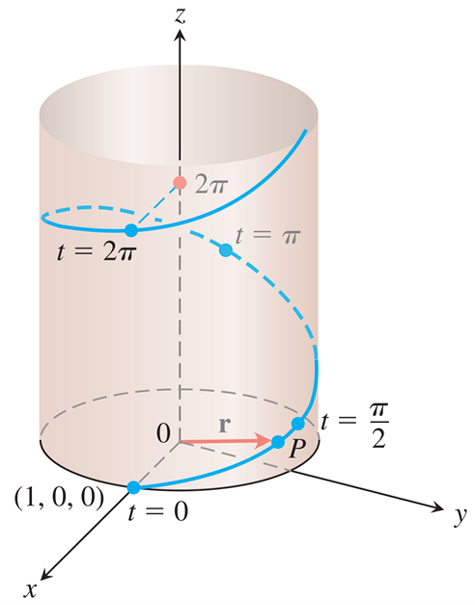 z
2π
t = π
t = 2π
0
r
t = π/2
P
(1, 0, 0)
t = 0
y
x